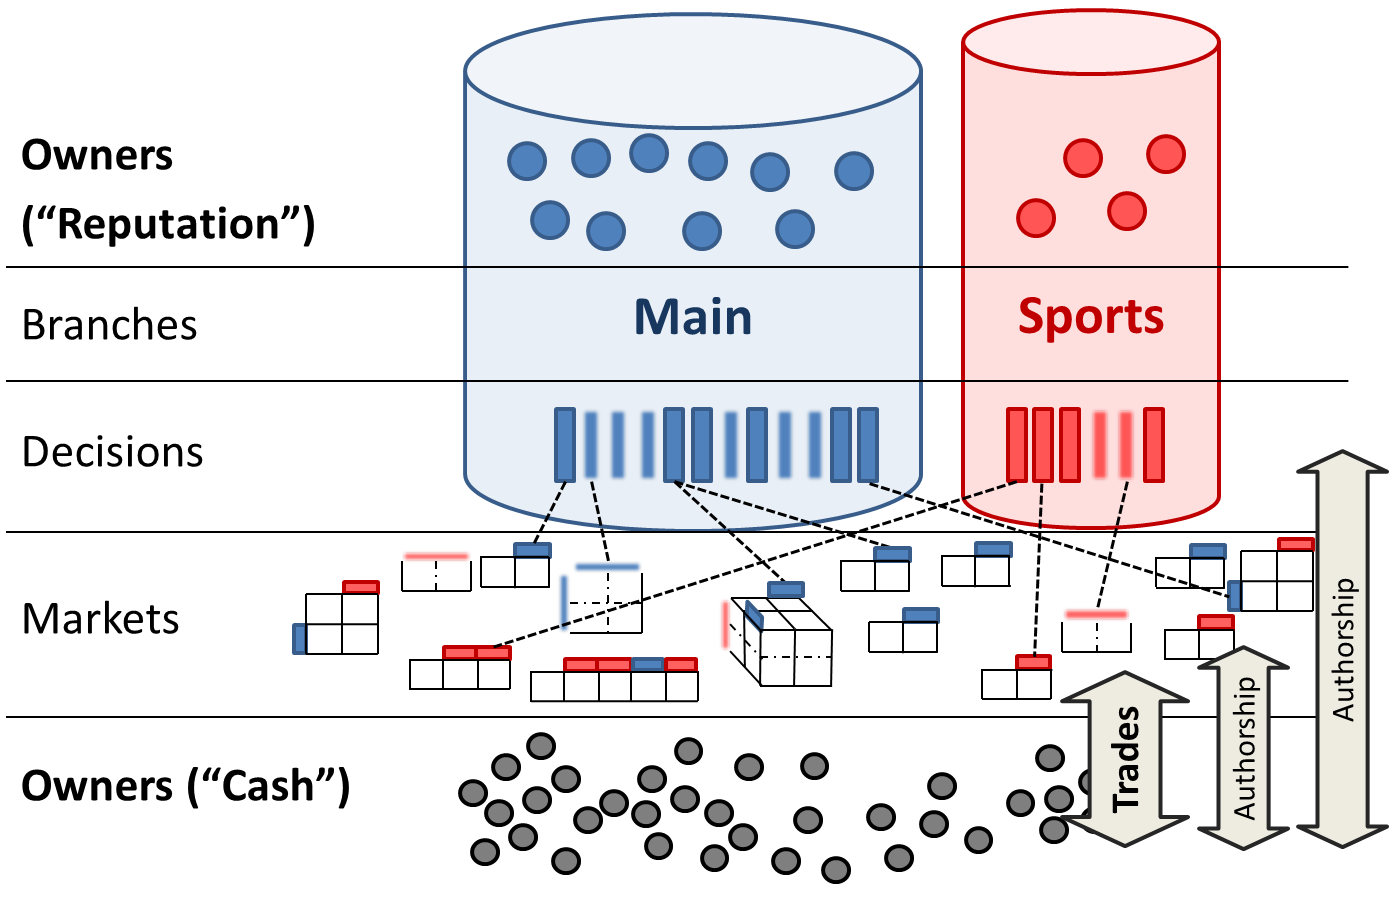 Owners
(“Reputation”)
Branches
Main
Sports
Decisions
Markets
Owners (“Cash”)
Trades
Authorship
Authorship